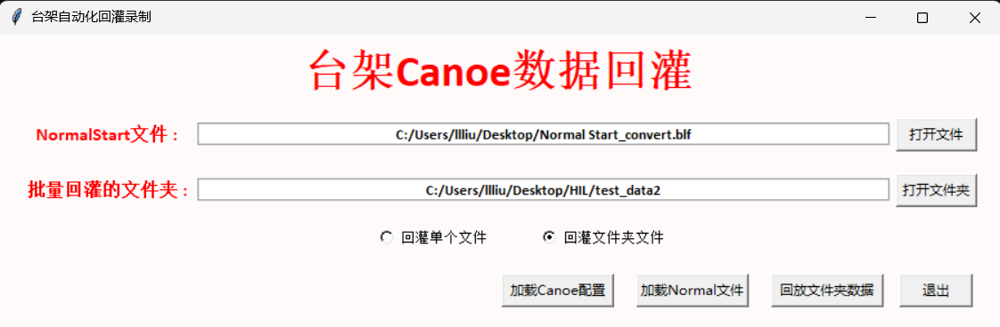 台架自动化回灌录制
台架Canoe数据回灌
NormalStart文件： C:/Users/llliu/Desktop/Normal Start_convert.blf 打开文件
批量回灌的文件夹： C:/Users/llliu/Desktop/HIL/test_data2 打开文件夹
回灌单个文件 回灌文件夹文件
加载Canoe配置 加载Normal文件 回放文件夹数据 退出